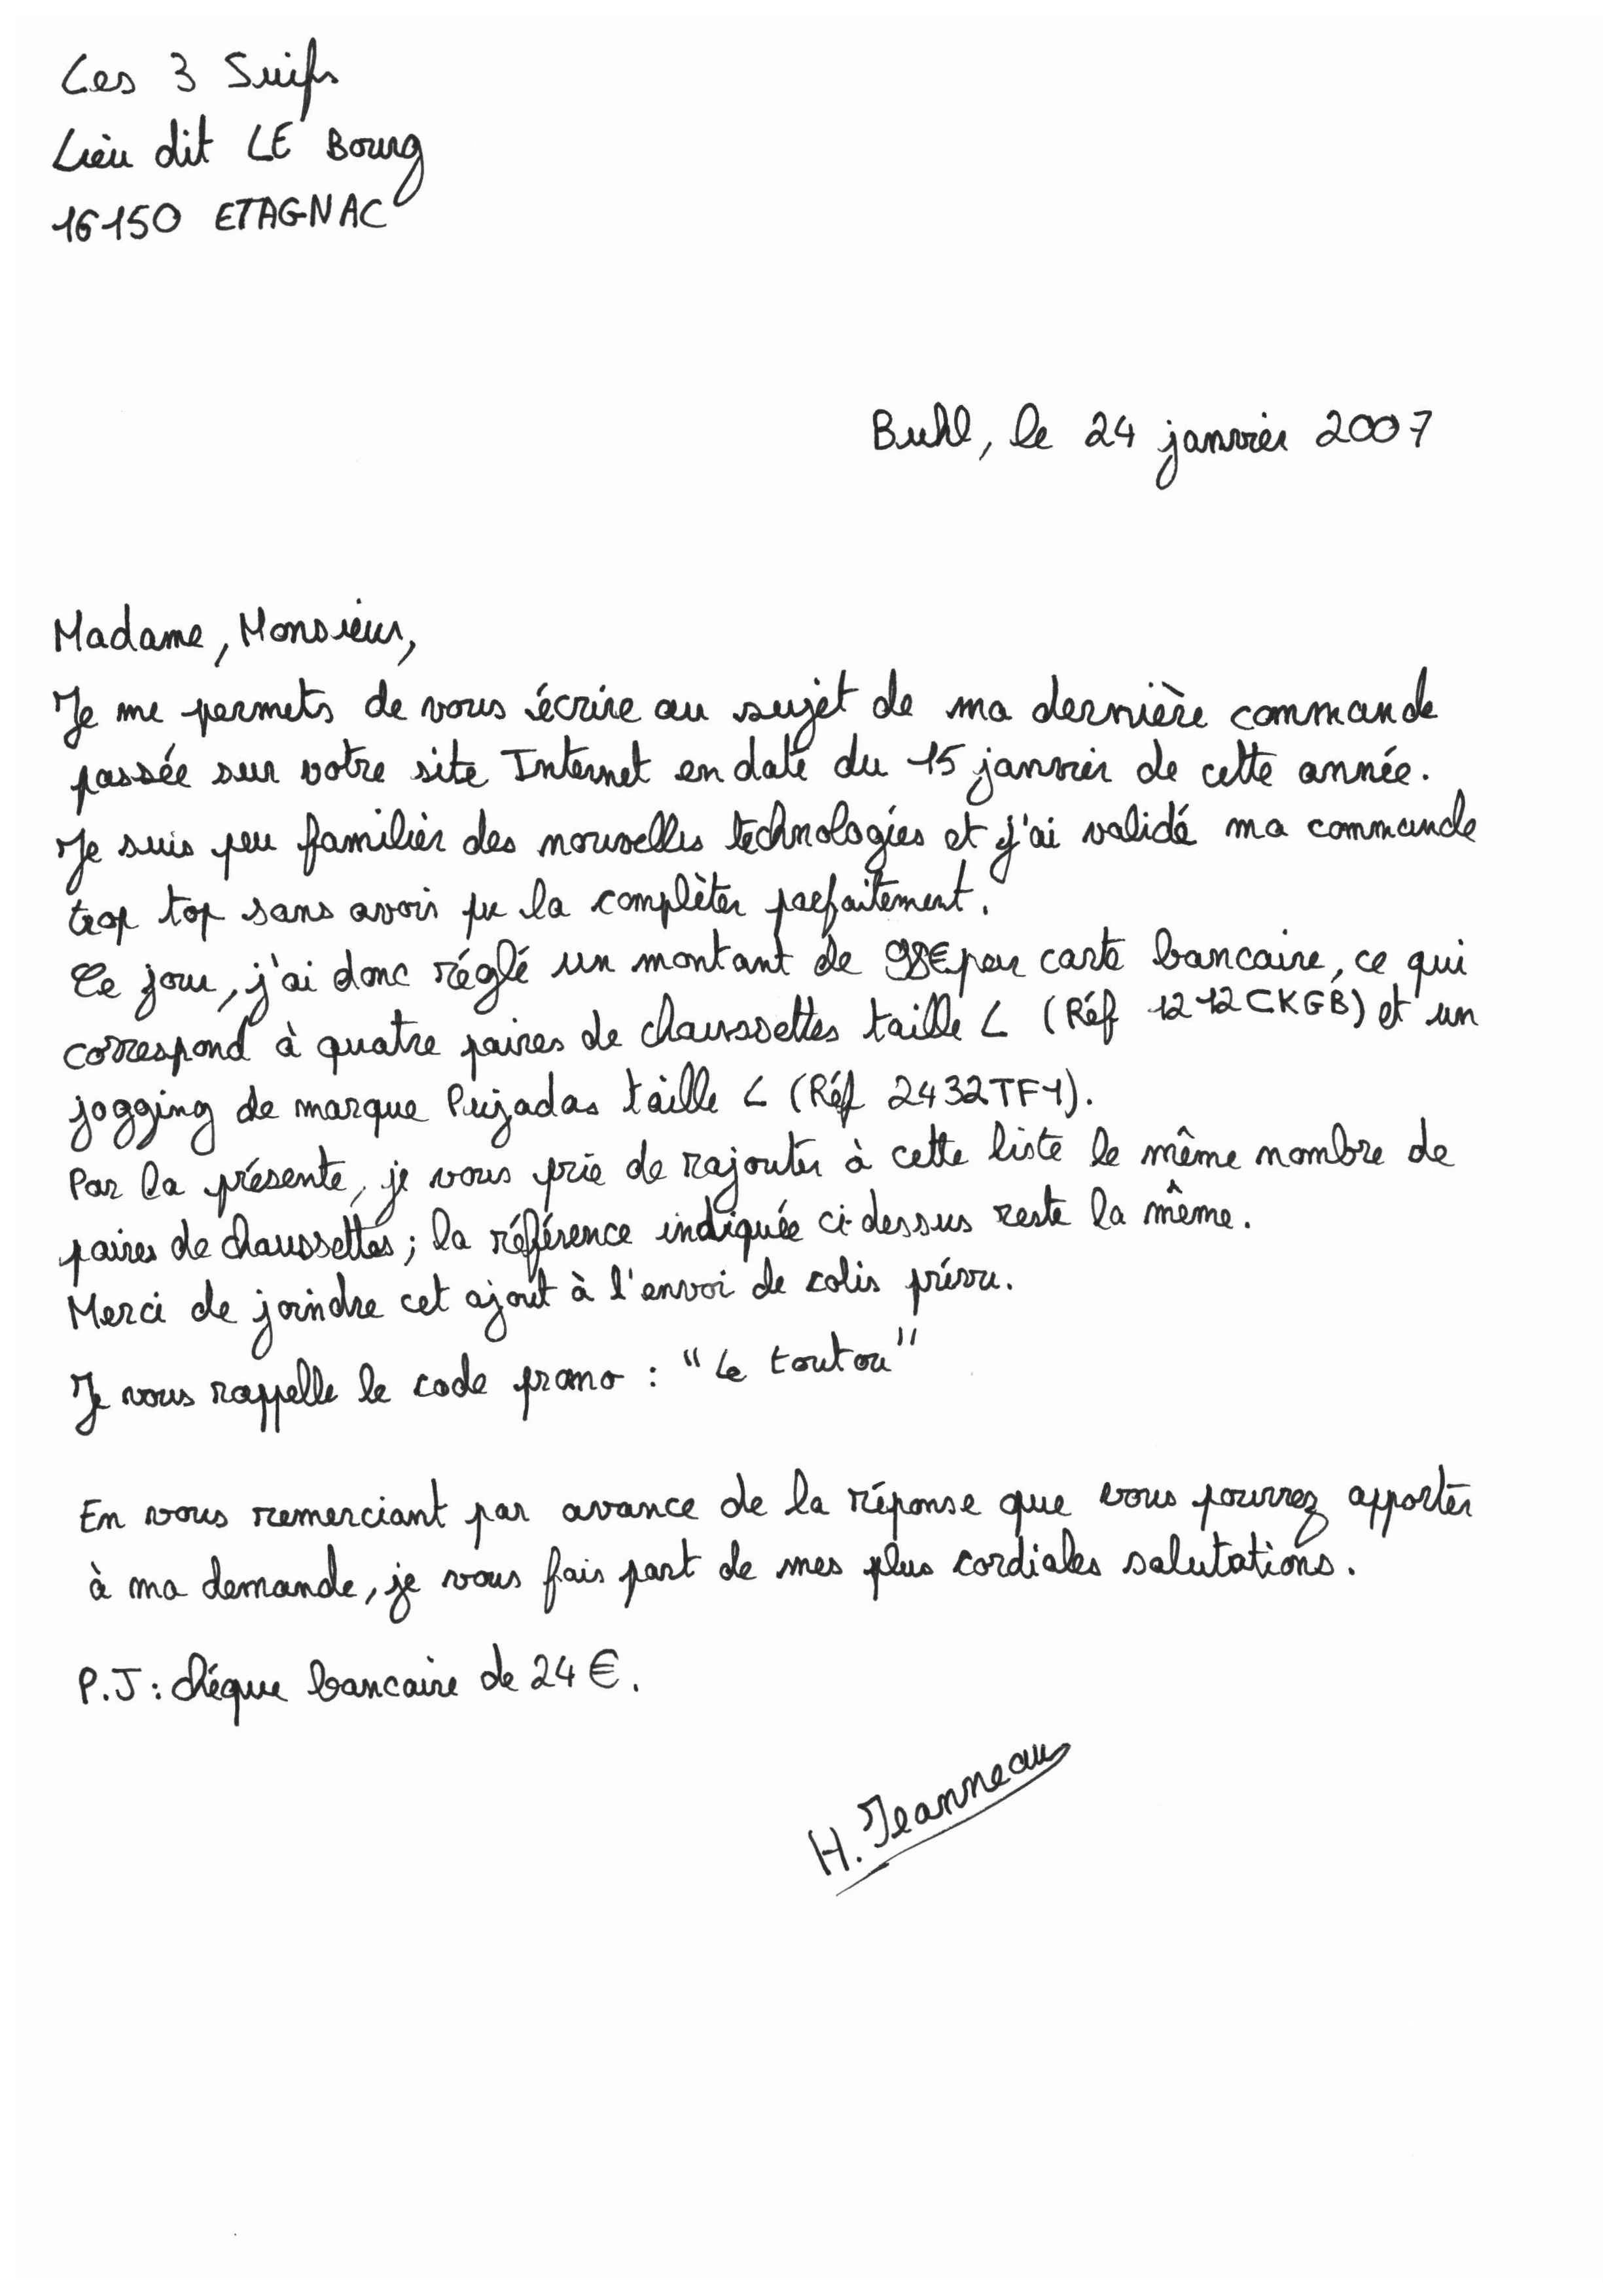 Les 3 Suifs
Lieu dit LE Bourg
16150 ETAGNAC
Buhl, le 24 janvier 2007
Madame, Monsieur,
Je me permets de vous écrire au sujet de ma dernière commande
passée sur votre site Internet en date du 15 janvier de cette année.
Je suis peu familier des nouvelles technologies et j'ai validé ma commande
trop top sans avoir pu la complèter parfaitement.
Ce jour, j'ai donc réglé un montant de 98€ par carte bancaire, ce qui
correspond à quatre paires de chaussettes taille L (Réf 1212CKGB) et un
jogging de marque Pujadas taille L (Réf 2432TF1).
Par la présente, je vous prie de rajouter à cette liste le même nombre de
paires de chaussettes ; la référence indiquée ci-dessus reste la même.
Merci de joindre cet ajout à l'envoi de colis prévu.
Je vous rappelle le code promo : "Le toutou"
En vous remerciant par avance de la réponse que vous pourrez apporter
à ma demande, je vous fais part de mes plus cordiales salutations.
P.J : chéque bancaire de 24 €.
H. Jeanneau